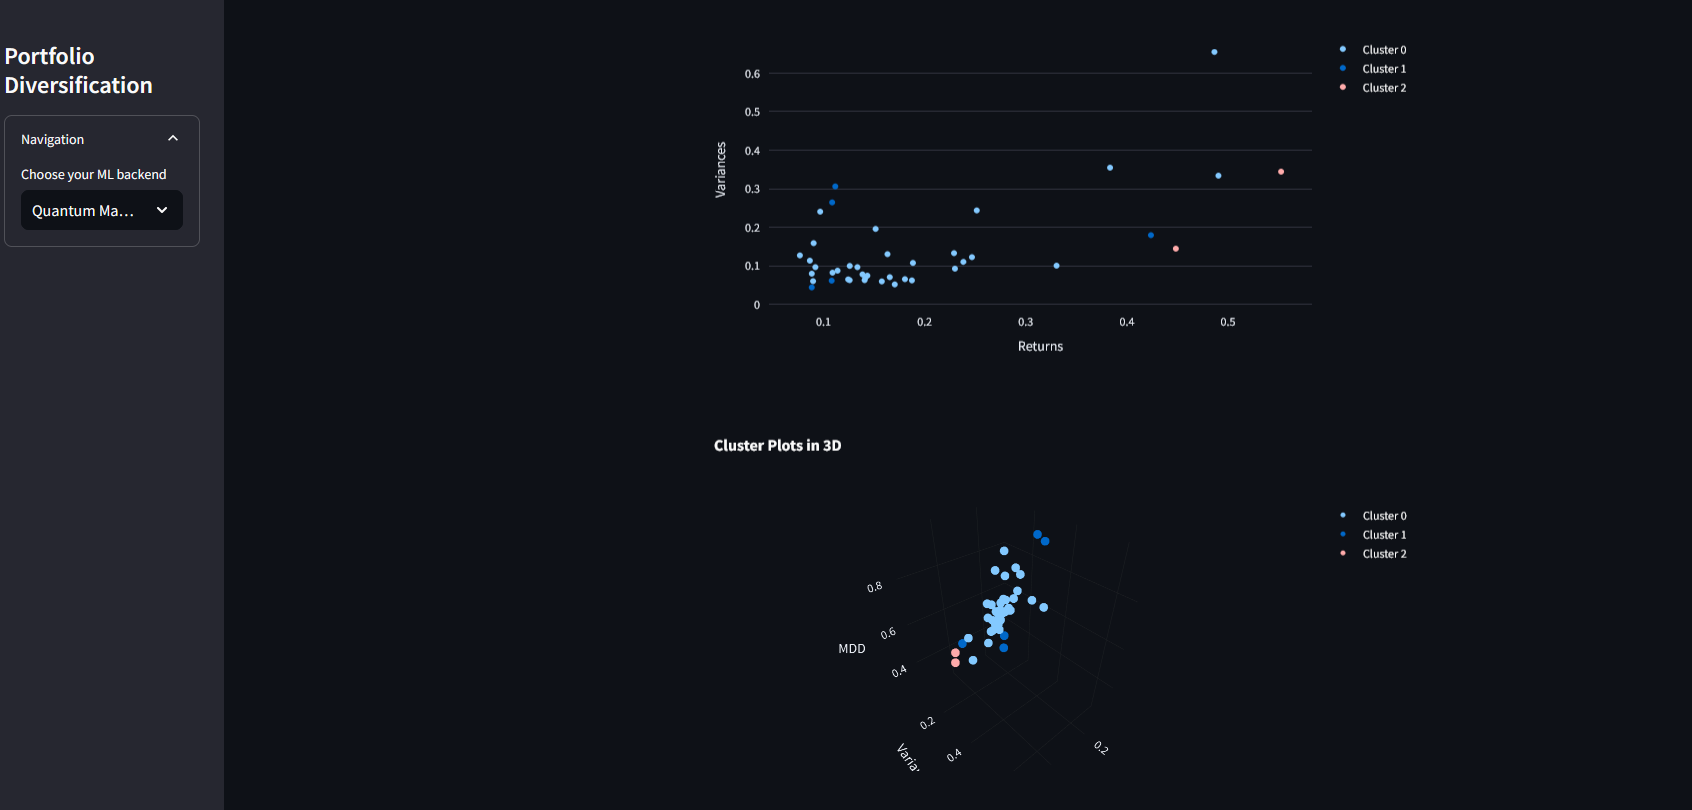 Portfolio
Diversification
Navigation
Choose your ML backend
Quantum Ma...
Cluster 0
Cluster 1
Cluster 2
0.6
0.5
0.4
0.3
0.2
0.1
0
Variances
0.1
0.2
0.3
0.4
0.5
Returns
Cluster Plots in 3D
Cluster 0
Cluster 1
Cluster 2
0.8
0.6
MDD
0.4
0.2
0.4
0.2